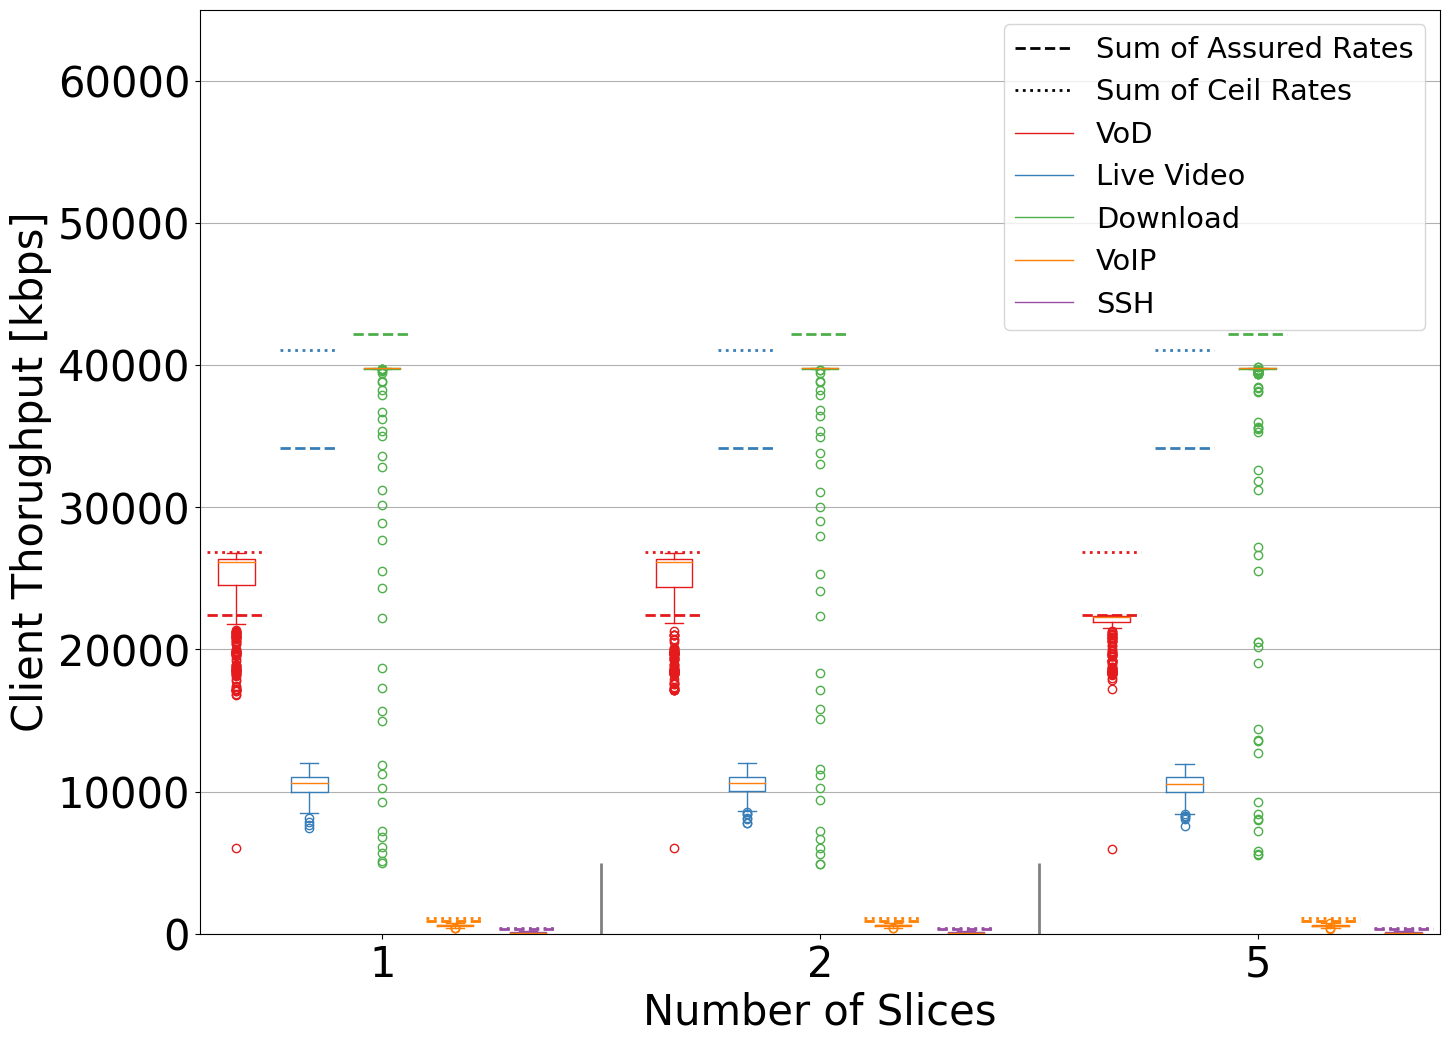 Client Thorughput [kbps]
60000
50000
40000
30000
20000
10000
0
Sum of Assured Rates
Sum of Ceil Rates
VoD
Live Video
Download
VoIP
SSH
1
2
5
Number of Slices